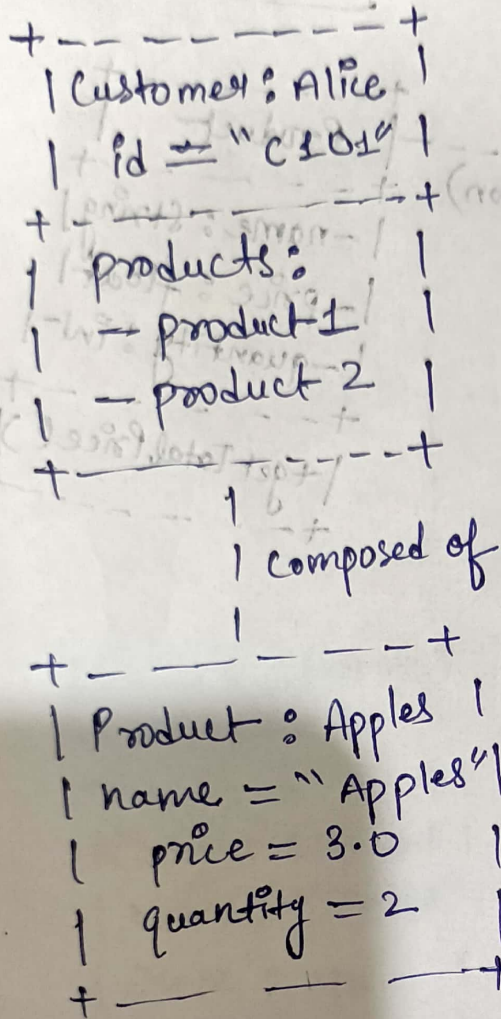 +---------+
| Customer: Alice |
| id = "C101" |
+---------+
| products: |
| - product 1 |
| - product 2 |
+---------+
|
| composed of
|
+---------+
| Product: Apples |
| name = "Apples" |
| price = 3.0 |
| quantity = 2 |
+---------+